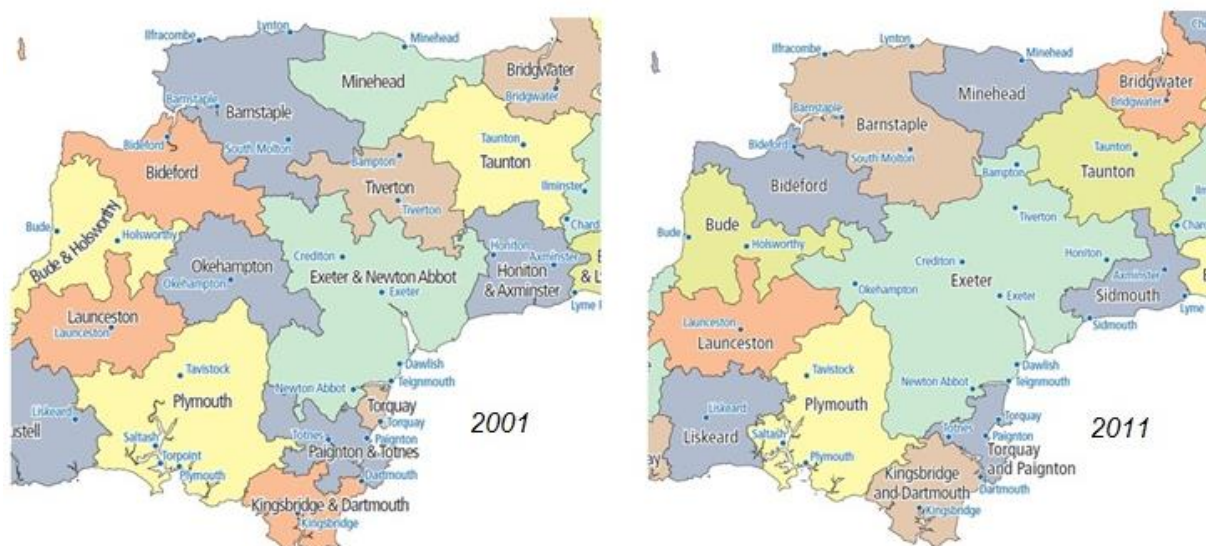 Lynton
Ilfracombe
Minehead
Minehead
Bridgwater
Bridgwater
Barnstaple
Barnstaple
Taunton
Taunton
Bideford
South Molton
Bampton
Bideford
Tiverton
Tiverton
Ilminster
Chard
Bude
Bude & Holsworthy
Holsworthy
Okehampton
Okehampton
Crediton
Exeter & Newton Abbot
Exeter
Honiton
Axminster
Honiton
& Axminster
& L
Lyme
Launceston
Launceston
Dawlish
Teignmouth
Tavistock
Newton Abbot
Plymouth
Torquay
Torquay
2001
Liskeard
stell
Saltash
Torpoint
Plymouth
Totnes
Paignton
Paignton
& Totnes
Dartmouth
Kingsbridge & Dartmouth
Kingsbridge
Lynton
Ilfracombe
Minehead
Minehead
Bridgwater
Bridgwater
Barnstaple
Barnstaple
Taunton
Taunton
Bideford
South Molton
Bampton
Bideford
Tiverton
Ilm
Chard
Bude
Bude
Holsworthy
Honiton
Crediton
Exeter
Axminster
Okehampton
Exeter
Sidmouth
Lyme
Sidmouth
Launceston
Launceston
Dawlish
Teignmouth
Tavistock
Newton Abbot
Plymouth
Liskeard
Liskeard
Torquay
2011
Saltash
Totnes
Paignton
Torquay
and Paignton
Plymouth
Kingsbridge
and Dartmouth
Dartmouth
Kingsbridge